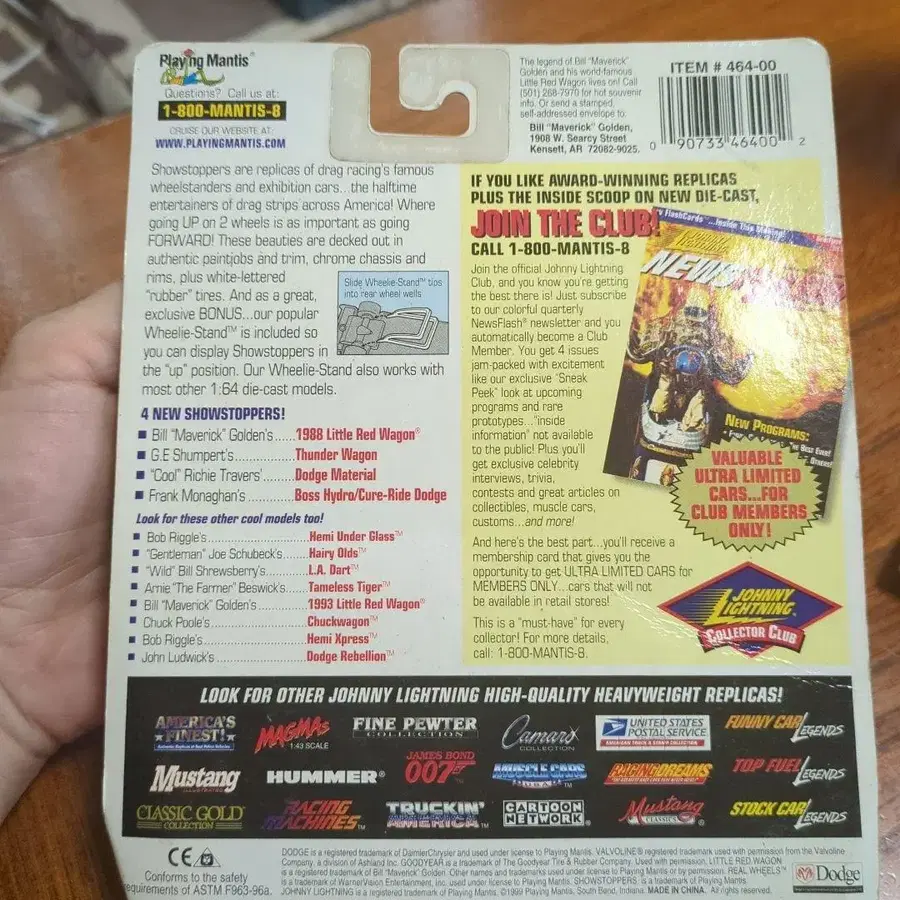 Playing Mantis®
Questions? Call us at:
1-800-MANTIS-8
CRUISE OUR WEBSITE AT:
WWW.PLAYINGMANTIS.COM
The legend of Bill "Maverick"
Golden and his world-famous
Little Red Wagon lives on! Call
(501) 268-7970 for hot souvenir
info. Or send a stamped,
self-addressed envelope to:
Bill "Maverick" Golden,
1908 W. Searcy Street
Kensett, AR 72082-9025.
ITEM # 464-00
0 90733 46400 2
Showstoppers are replicas of drag racing's famous
wheelstanders and exhibition cars...the halftime
entertainers of drag strips across America! Where
going UP on 2 wheels is as important as going
FORWARD! These beauties are decked out in
authentic paintjobs and trim, chrome chassis and
rims, plus white-lettered
"rubber" tires. And as a great,
exclusive BONUS...our popular
Wheelie-Stand™ is included so
you can display Showstoppers in
the "up" position. Our Wheelie-Stand also works with
most other 1:64 die-cast models.
Slide Wheelie-Stand™ tips
into rear wheel wells
4 NEW SHOWSTOPPERS!
Bill "Maverick" Golden's.....1988 Little Red Wagon®
G.E Shumpert's..............Thunder Wagon
"Cool" Richie Travers'.......Dodge Material
Frank Monaghan's...........Boss Hydro/Cure-Ride Dodge
Look for these other cool models too!
Bob Riggle's....................Hemi Under Glass™
"Gentleman" Joe Schubeck's......Hairy Olds™
"Wild" Bill Shrewsberry's..........L.A. Dart™
Arnie "The Farmer" Beswick's.....Tameless Tiger™
Bill "Maverick" Golden's............1993 Little Red Wagon®
Chuck Poole's.....................Chuckwagon™
Bob Riggle's.......................Hemi Xpress™
John Ludwick's....................Dodge Rebellion™
IF YOU LIKE AWARD-WINNING REPLICAS
PLUS THE INSIDE SCOOP ON NEW DIE-CAST,
JOIN THE CLUB!
CALL 1-800-MANTIS-8
Join the official Johnny Lightning
Club, and you know you're getting
the best there is! Just subscribe
to our colorful quarterly
NewsFlash® newsletter and you
automatically become a Club
Member. You get 4 issues
jam-packed with excitement
like our exclusive "Sneak
Peek" look at upcoming
programs and rare
prototypes..."inside
information" not available
to the public! Plus you'll
get exclusive celebrity
interviews, trivia,
contests and great articles on
collectibles, muscle cars,
customs...and more!
And here's the best part...you'll receive a
membership card that gives you the
opportunity to get ULTRA LIMITED CARS for
MEMBERS ONLY...cars that will not
be available in retail stores!
This is a "must-have" for every
collector! For more details,
call: 1-800-MANTIS-8.
FlashCards ...Inside This Mailing!
NEWS
NEW PROGRAMS:
VALUABLE
ULTRA LIMITED
CARS...FOR
CLUB MEMBERS
ONLY!
JOHNNY
LIGHTNING
COLLECTOR CLUB
LOOK FOR OTHER JOHNNY LIGHTNING HIGH-QUALITY HEAVYWEIGHT REPLICAS!
AMERICA'S FINEST!
MAGMAs 1:43 SCALE
FINE PEWTER COLLECTION
Camaro COLLECTION
UNITED STATES POSTAL SERVICE
FUNNY CAR LEGENDS
Mustang ILLUSTRATED
HUMMER®
JAMES BOND 007
MUSCLE CARS U.S.A.
RACING DREAMS
TOP FUEL LEGENDS
CLASSIC GOLD COLLECTION
RACING MACHINES™
TRUCKIN' AMERICA™
CARTOON NETWORK
Mustang CLASSICS
STOCK CAR LEGENDS
CE
Conforms to the safety
requirements of ASTM F963-96a.
DODGE is a registered trademark of DaimlerChrysler and used under license to Playing Mantis. VALVOLINE® registered trademark used with permission from the Valvoline
Company, a division of Ashland Inc. GOODYEAR is a trademark of The Goodyear Tire & Rubber Company. Used with permission. LITTLE RED WAGON
is a registered trademark of Bill "Maverick" Golden. Other names and trademarks used under license to Playing Mantis or by permission. REAL WHEELS™
is a trademark of WarnerVision Entertainment, Inc. used under license to Playing Mantis. SHOWSTOPPERS is a trademark of Playing Mantis.
JOHNNY LIGHTNING is a registered trademark of Playing Mantis. ©1999 Playing Mantis, South Bend, Indiana. MADE IN CHINA. All rights reserved.
Dodge